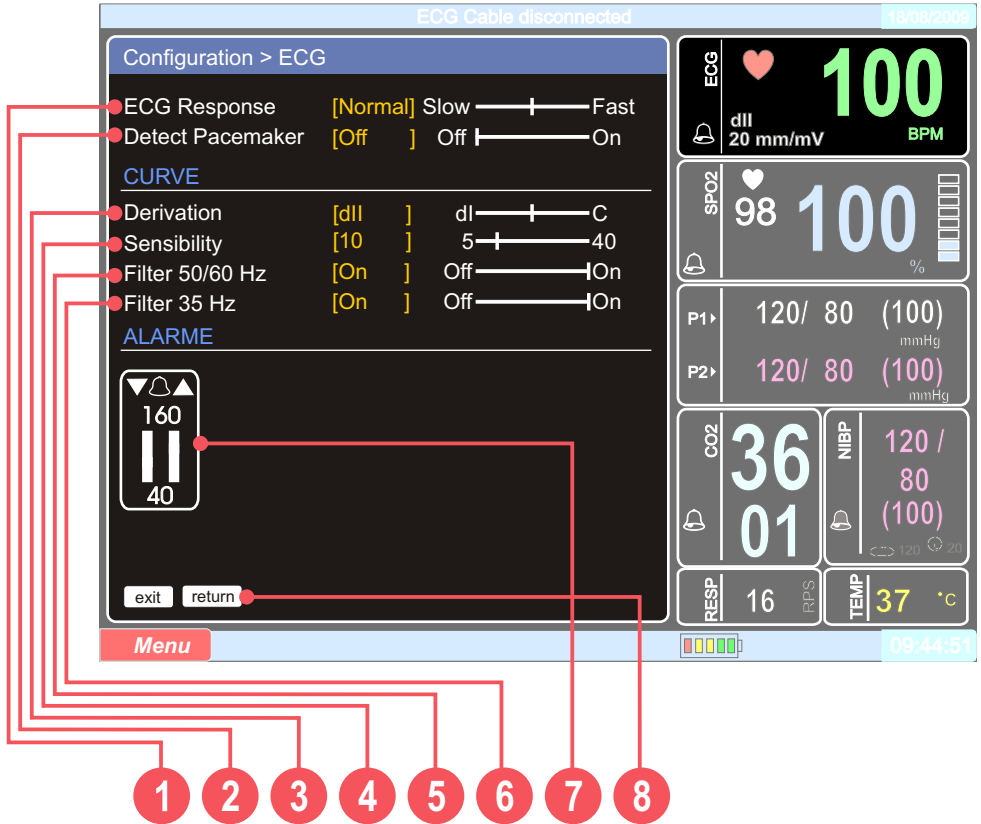 ECG Cable disconnected
18/08/2009
Configuration > ECG
ECG Response [Normal] Slow Fast
Detect Pacemaker [Off ] Off On
CURVE
Derivation [dII ] dI C
Sensibility [10 ] 5 40
Filter 50/60 Hz [On ] Off On
Filter 35 Hz [On ] Off On
ALARME
160
40
exit return
ECG
100
dII
20 mm/mV
BPM
SPO2
98
100
%
P1 120/ 80 (100)
mmHg
P2 120/ 80 (100)
mmHg
CO2
36
01
NIBP
120 /
80
(100)
120 20
RESP
16
RPS
TEMP
37 °C
Menu
09:44:51
1 2 3 4 5 6 7 8